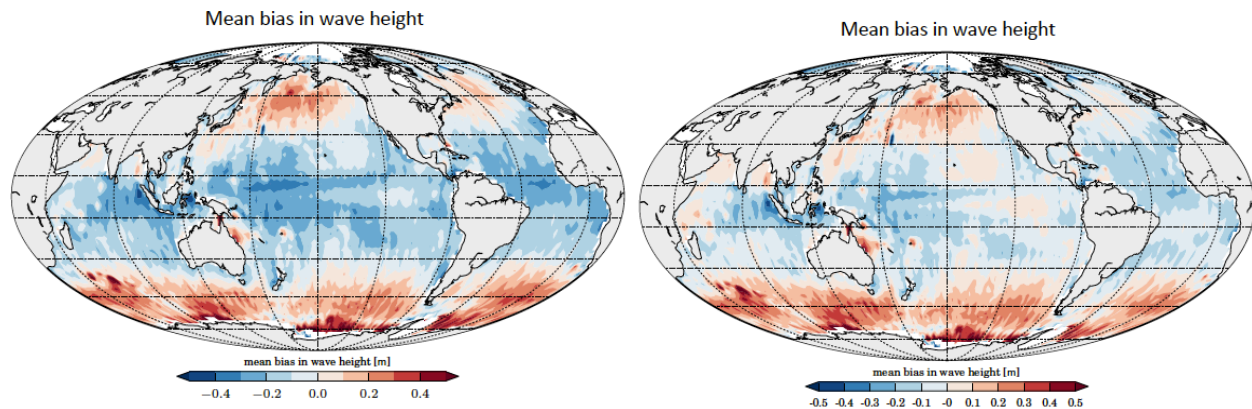 Mean bias in wave height
mean bias in wave height [m]
−0.4 −0.2 0.0 0.2 0.4
Mean bias in wave height
mean bias in wave height [m]
-0.5 -0.4 -0.3 -0.2 -0.1 -0 0.1 0.2 0.3 0.4 0.5